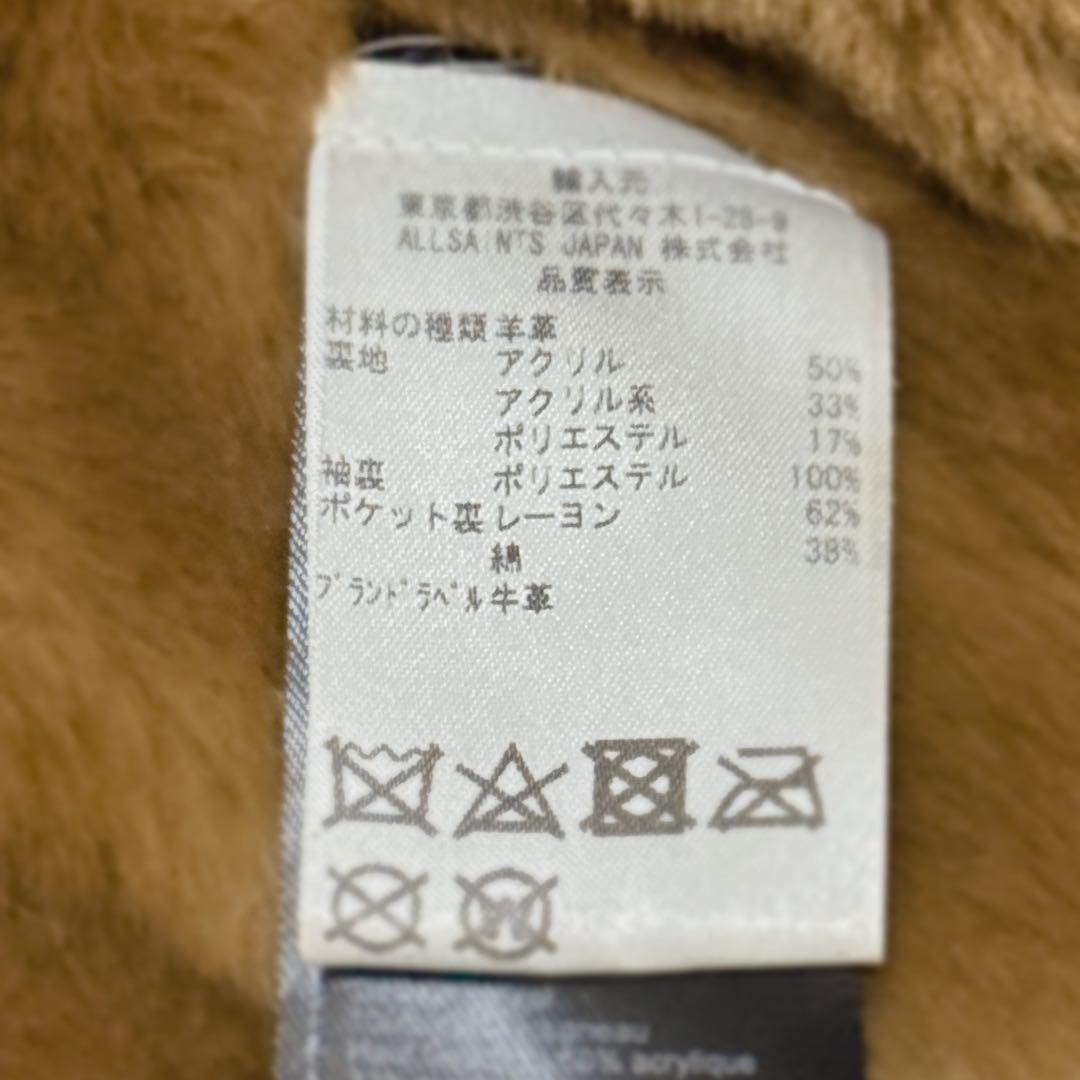 輸入元
東京都渋谷区代々木1-28-9
ALLSAINTS JAPAN 株式会社
品質表示
材料の種類 羊革
裏地 アクリル 50%
アクリル系 33%
ポリエステル 17%
袖裏 ポリエステル 100%
ポケット裏 レーヨン 62%
綿 38%
ﾌﾞﾗﾝﾄﾞﾗﾍﾞﾙ 牛革
W
50% acrylique